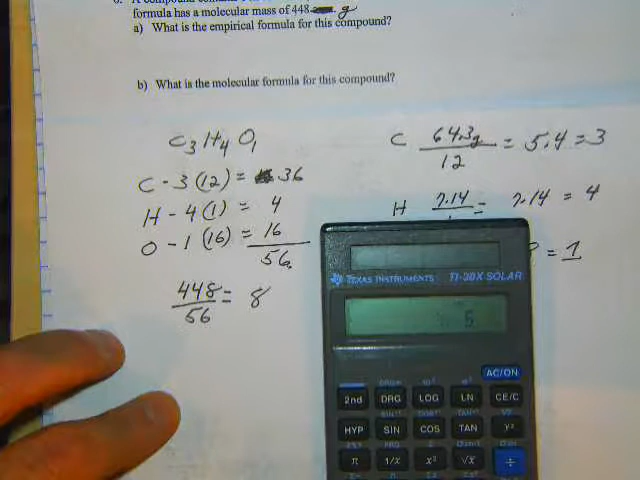 formula has a molecular mass of 448 g
a) What is the empirical formula for this compound?
b) What is the molecular formula for this compound?
C3H4O1
C - 3 (12) = 36
H - 4 (1) = 4
O - 1 (16) = 16
56
448/56 = 8
C 64.3g/12 = 5.4 = 3
H 7.14/ = 7.14 = 4
= 1
TEXAS INSTRUMENTS TI-30X SOLAR
AC/ON
2nd DRG LOG LN CE/C
HYP SIN COS TAN yx
π 1/x x² √x ÷